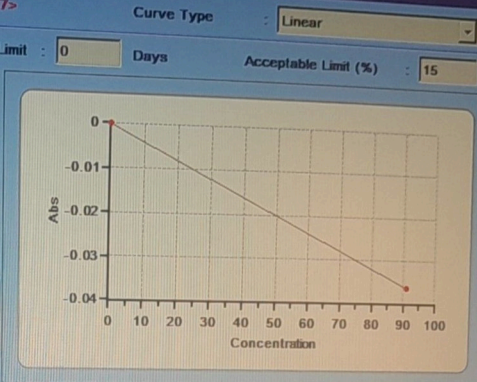 Curve Type : Linear
Limit : 0 Days Acceptable Limit (%) : 15
0
-0.01
-0.02
-0.03
-0.04
Abs
0 10 20 30 40 50 60 70 80 90 100
Concentration